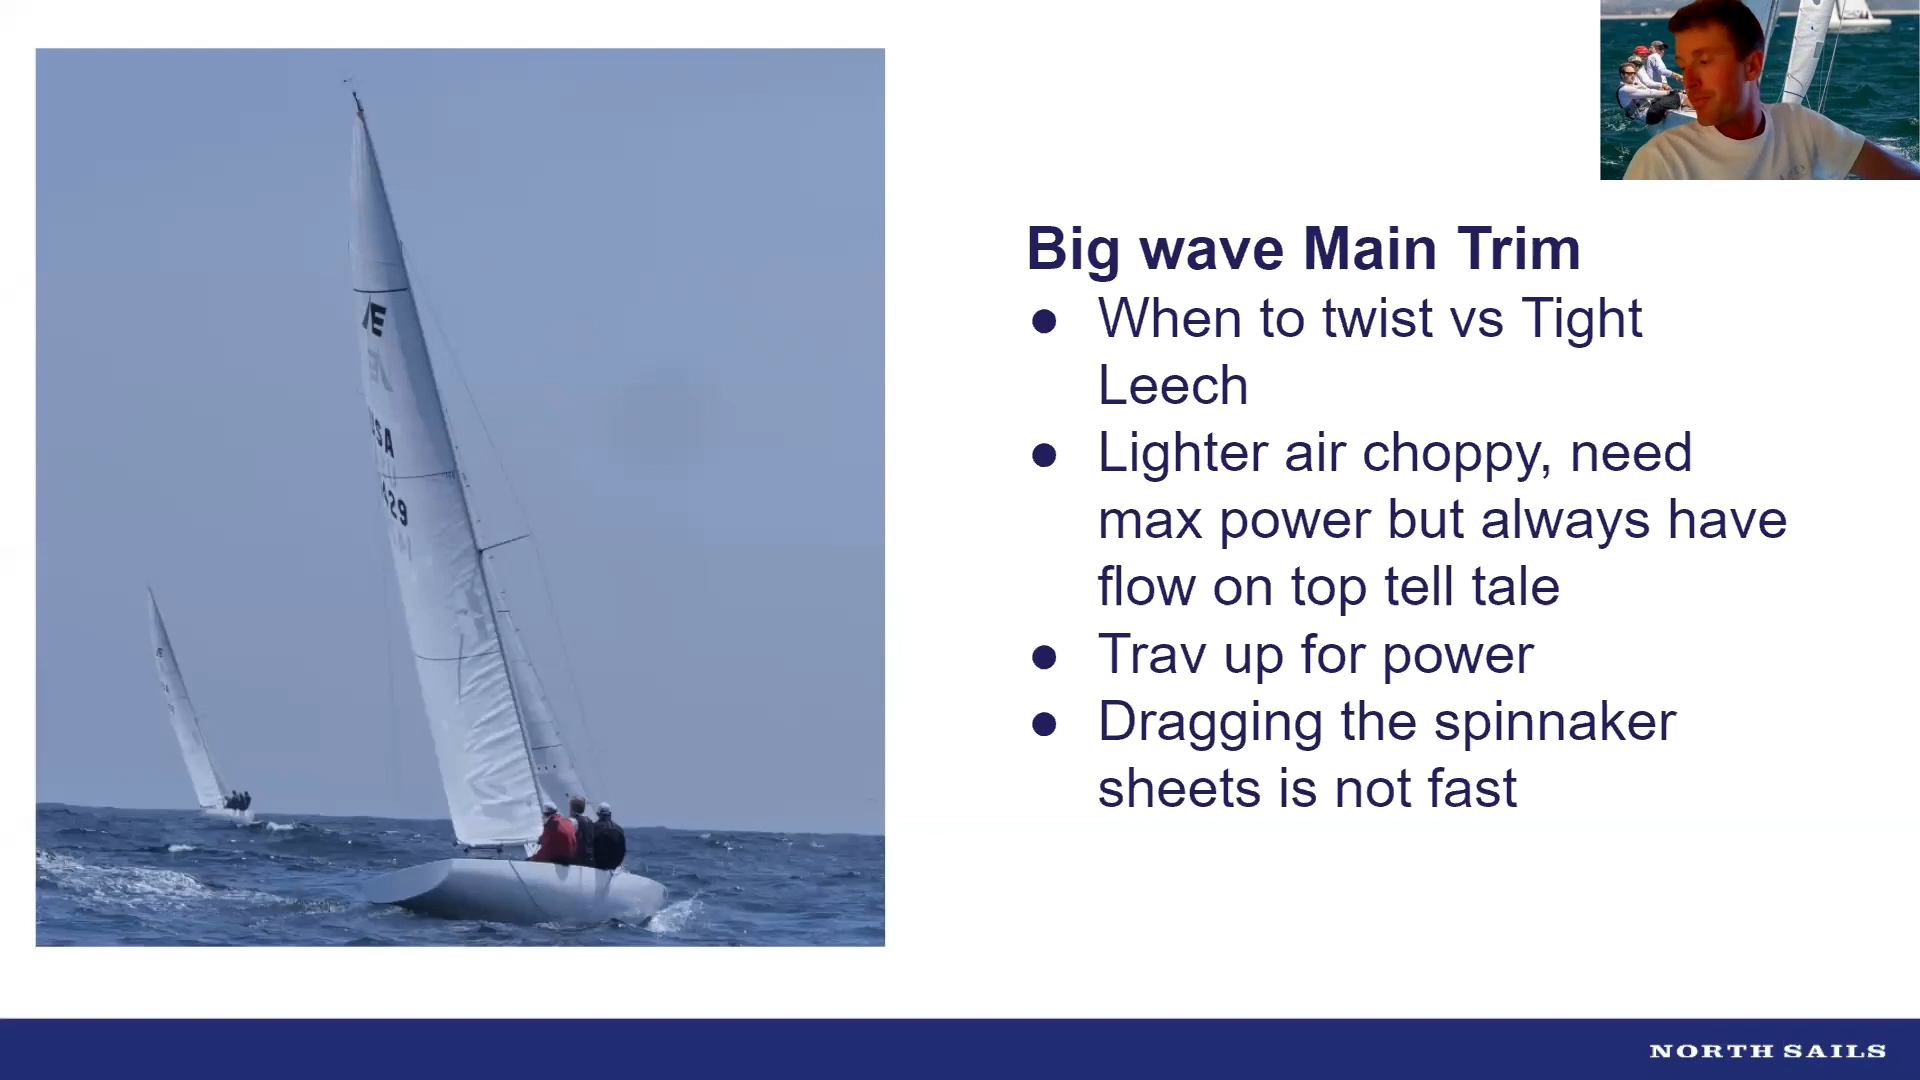 Big wave Main Trim
● When to twist vs Tight
Leech
● Lighter air choppy, need
max power but always have
flow on top tell tale
● Trav up for power
● Dragging the spinnaker
sheets is not fast
E
USA
NORTH SAILS